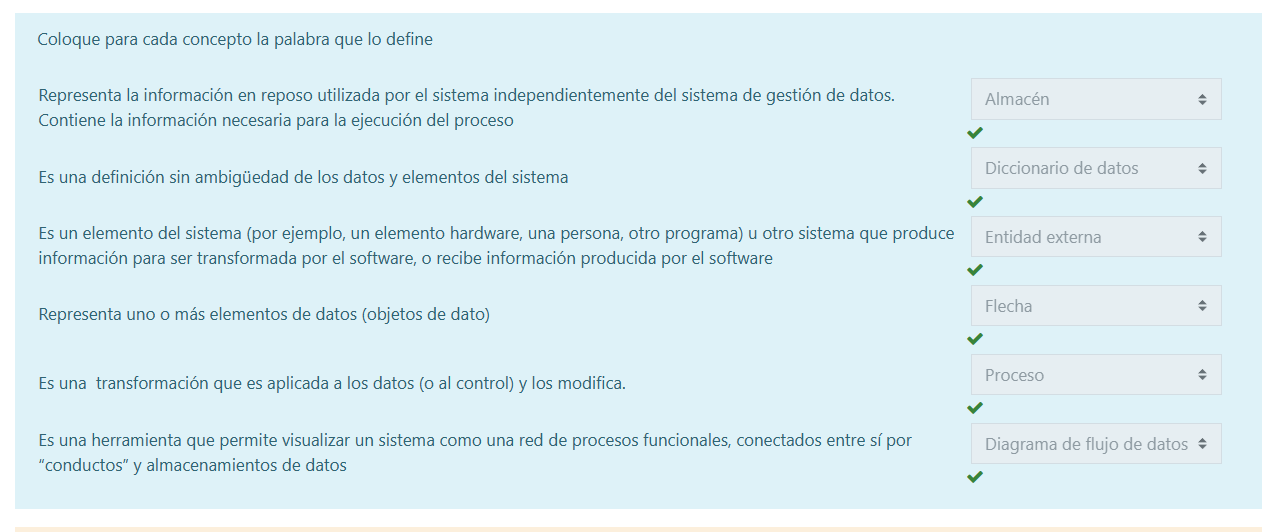 Coloque para cada concepto la palabra que lo define
Representa la información en reposo utilizada por el sistema independientemente del sistema de gestión de datos.
Contiene la información necesaria para la ejecución del proceso
Almacén
Es una definición sin ambigüedad de los datos y elementos del sistema
Diccionario de datos
Es un elemento del sistema (por ejemplo, un elemento hardware, una persona, otro programa) u otro sistema que produce
información para ser transformada por el software, o recibe información producida por el software
Entidad externa
Representa uno o más elementos de datos (objetos de dato)
Flecha
Es una  transformación que es aplicada a los datos (o al control) y los modifica.
Proceso
Es una herramienta que permite visualizar un sistema como una red de procesos funcionales, conectados entre sí por
“conductos” y almacenamientos de datos
Diagrama de flujo de datos